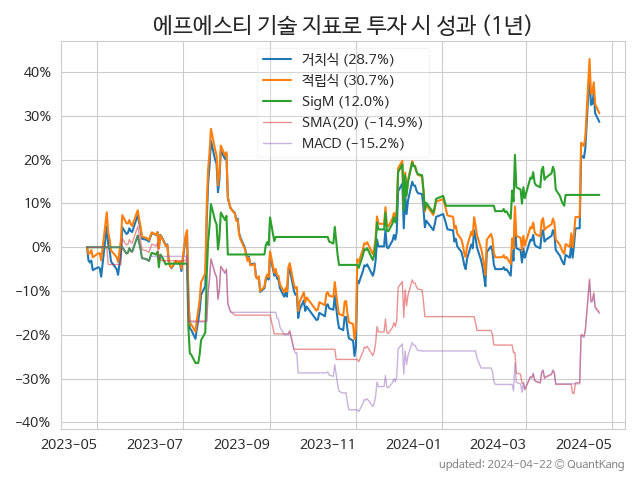 에프에스티 기술 지표로 투자 시 성과 (1년)
거치식 (28.7%)
적립식 (30.7%)
SigM (12.0%)
SMA(20) (−14.9%)
MACD (−15.2%)
40%
30%
20%
10%
0%
−10%
−20%
−30%
−40%
2023-05 2023-07 2023-09 2023-11 2024-01 2024-03 2024-05
updated: 2024-04-22 © QuantKang